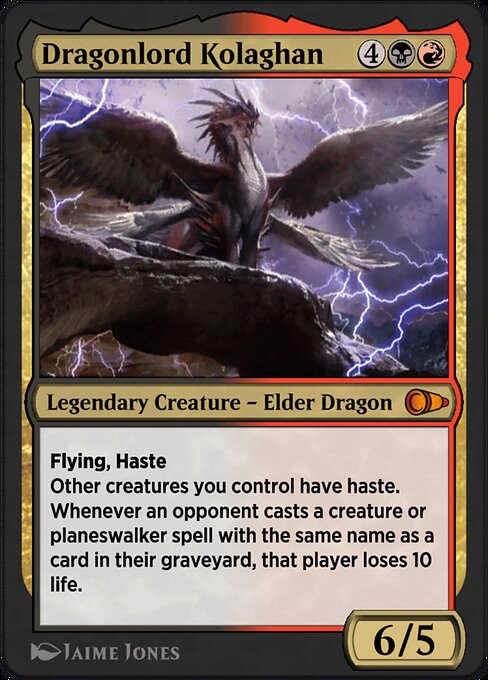 Dragonlord Kolaghan 4
Legendary Creature – Elder Dragon
Flying, Haste
Other creatures you control have haste.
Whenever an opponent casts a creature or
planeswalker spell with the same name as a
card in their graveyard, that player loses 10
life.
6/5
Jaime Jones